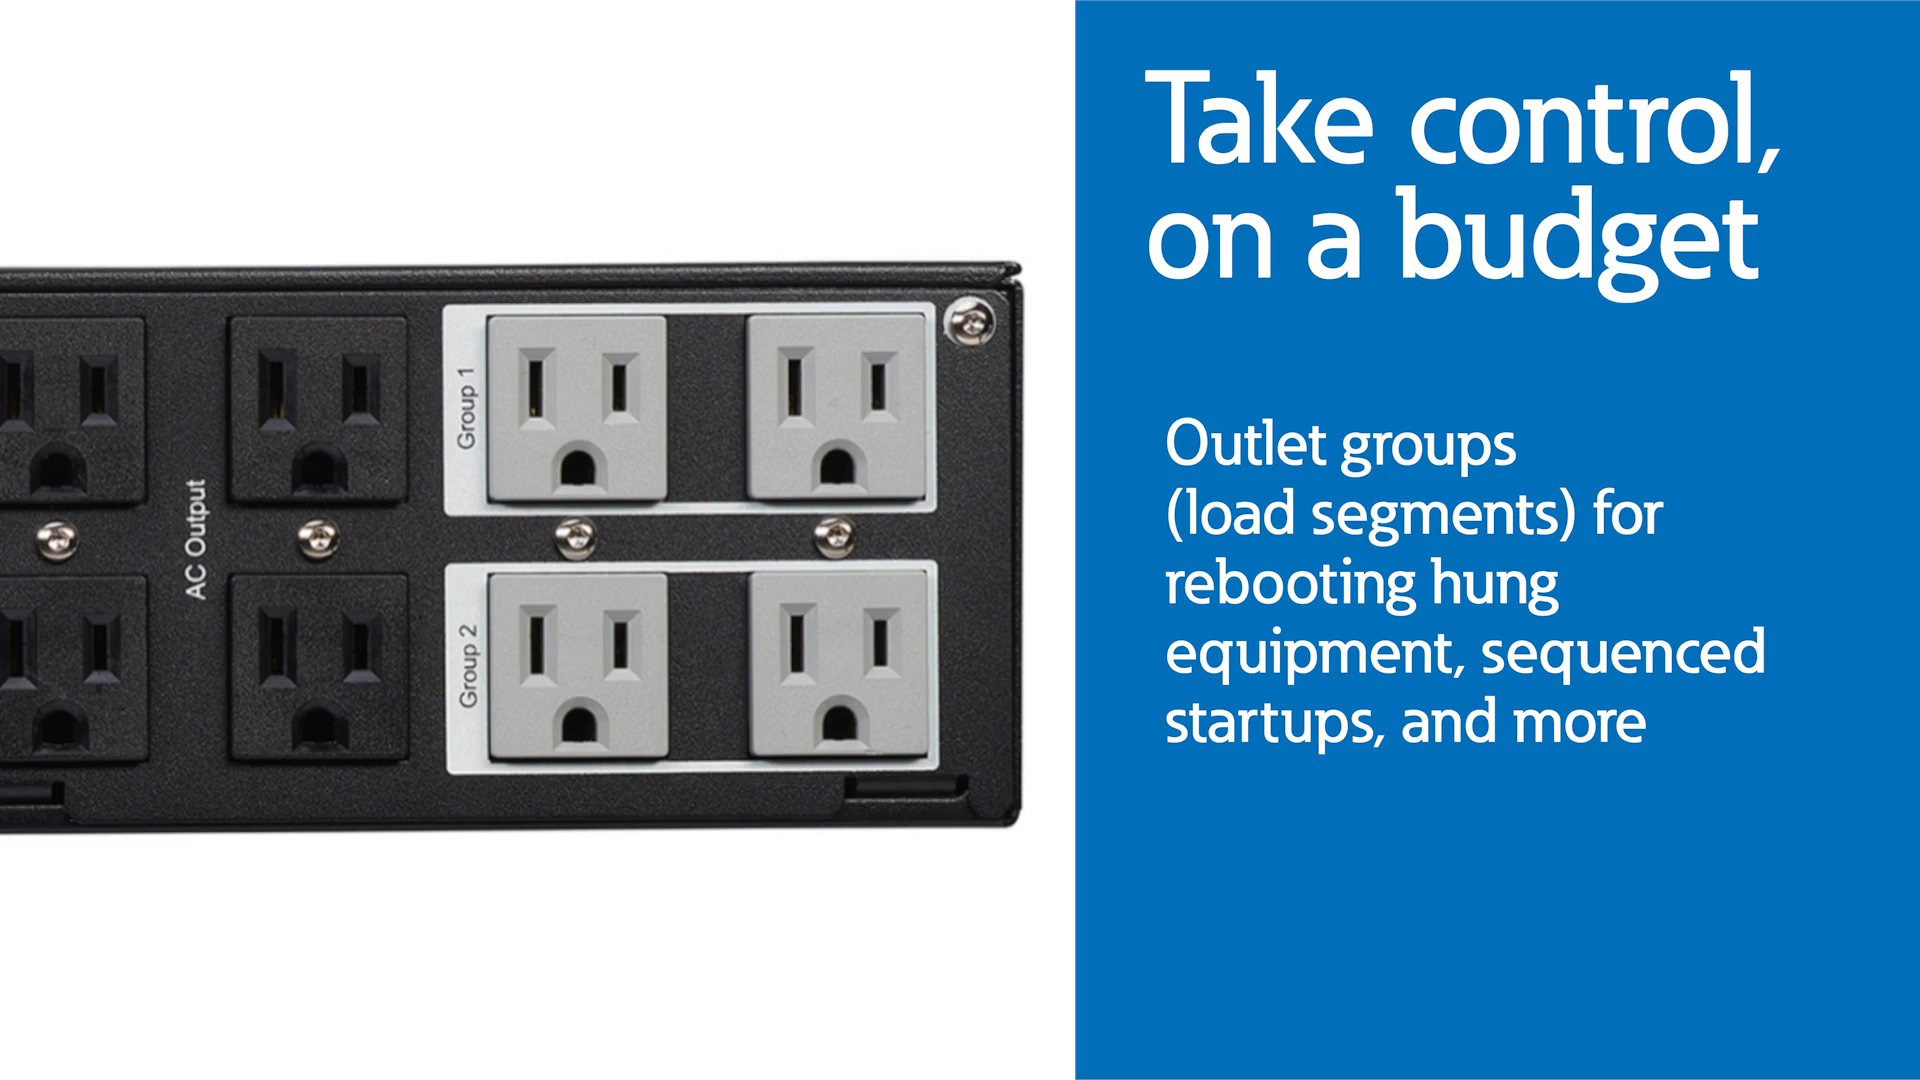 Take control,
on a budget
Outlet groups
(load segments) for
rebooting hung
equipment, sequenced
startups, and more
AC Output
Group 1
Group 2